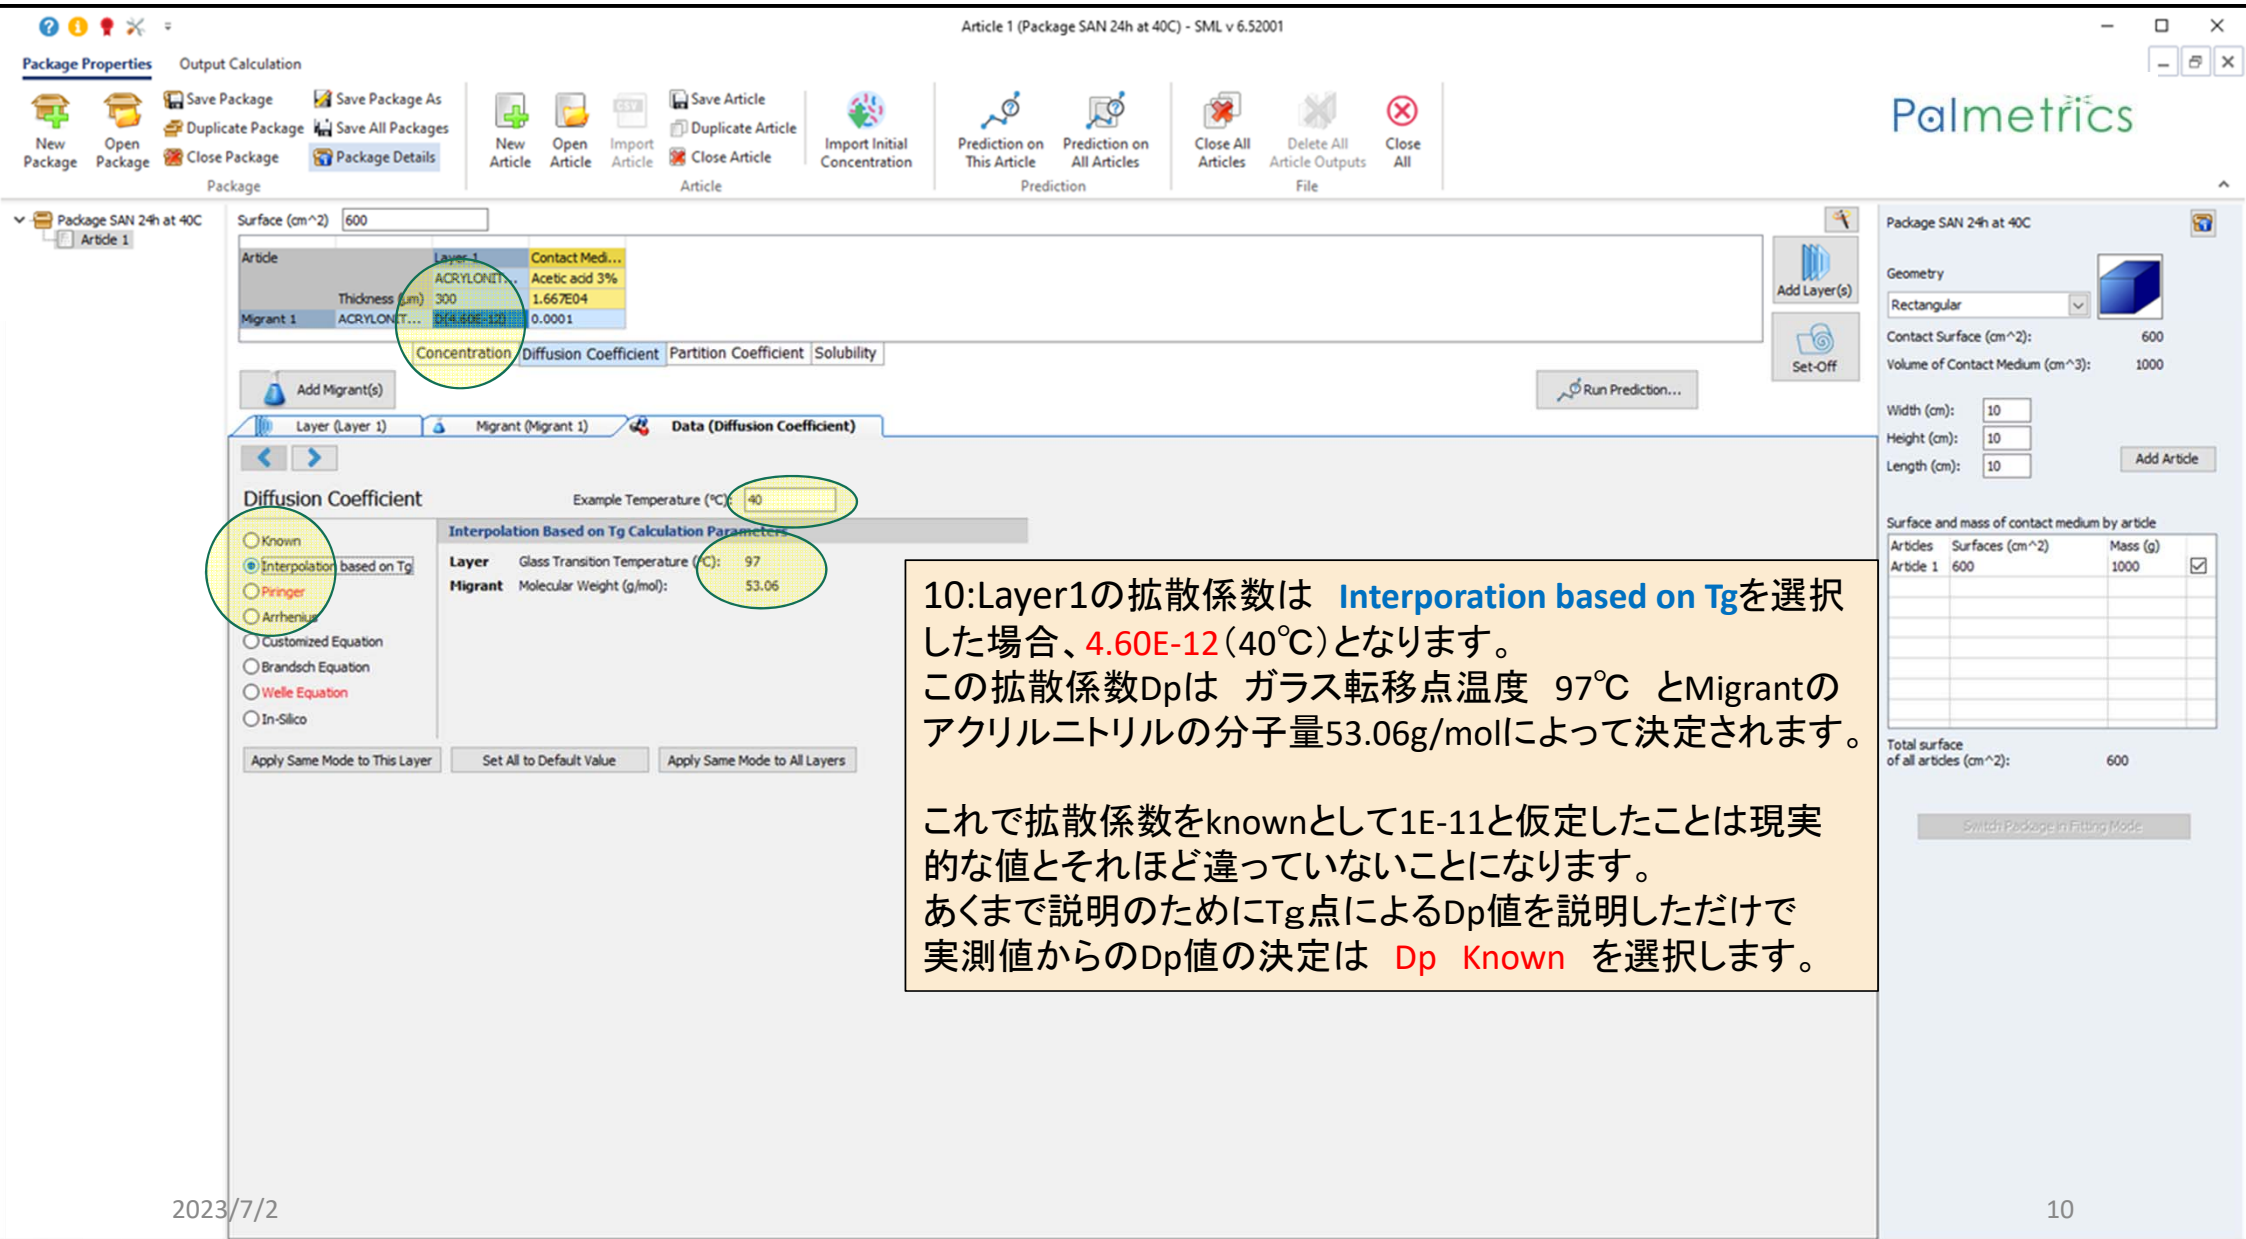 Article 1 (Package SAN 24h at 40C) - SML v 6.52001
Package Properties Output Calculation
New Package
Open Package
Save Package
Duplicate Package
Close Package
Save Package As
Save All Packages
Package Details
Package
New Article
Open Article
CSV
Import Article
Save Article
Duplicate Article
Close Article
Import Initial Concentration
Article
Prediction on This Article
Prediction on All Articles
Prediction
Close All Articles
Delete All Article Outputs
Close All
File
Palmetrics
Package SAN 24h at 40C
Article 1
Surface (cm^2) 600
Article Layer 1 Contact Medi...
ACRYLONIT... Acetic acid 3%
Thickness (μm) 300 1.667E04
Migrant 1 ACRYLONIT... D(4.60E-12) 0.0001
Concentration Diffusion Coefficient Partition Coefficient Solubility
Add Layer(s)
Set-Off
Add Migrant(s)
Run Prediction...
Layer (Layer 1) Migrant (Migrant 1) Data (Diffusion Coefficient)
Diffusion Coefficient Example Temperature (°C): 40
Known
Interpolation based on Tg
Piringer
Arrhenius
Customized Equation
Brandsch Equation
Welle Equation
In-Silico
Interpolation Based on Tg Calculation Parameters
Layer Glass Transition Temperature (°C): 97
Migrant Molecular Weight (g/mol): 53.06
Apply Same Mode to This Layer Set All to Default Value Apply Same Mode to All Layers
10:Layer1の拡散係数は Interporation based on Tgを選択
した場合、4.60E-12(40℃)となります。
この拡散係数Dpは ガラス転移点温度 97℃ とMigrantの
アクリルニトリルの分子量53.06g/molによって決定されます。
これで拡散係数をknownとして1E-11と仮定したことは現実
的な値とそれほど違っていないことになります。
あくまで説明のためにTg点によるDp値を説明しただけで
実測値からのDp値の決定は Dp Known を選択します。
Package SAN 24h at 40C
Geometry
Rectangular
Contact Surface (cm^2): 600
Volume of Contact Medium (cm^3): 1000
Width (cm): 10
Height (cm): 10
Length (cm): 10
Add Article
Surface and mass of contact medium by article
Articles Surfaces (cm^2) Mass (g)
Article 1 600 1000
Total surface
of all articles (cm^2): 600
Switch Package in Fitting Mode
2023/7/2
10